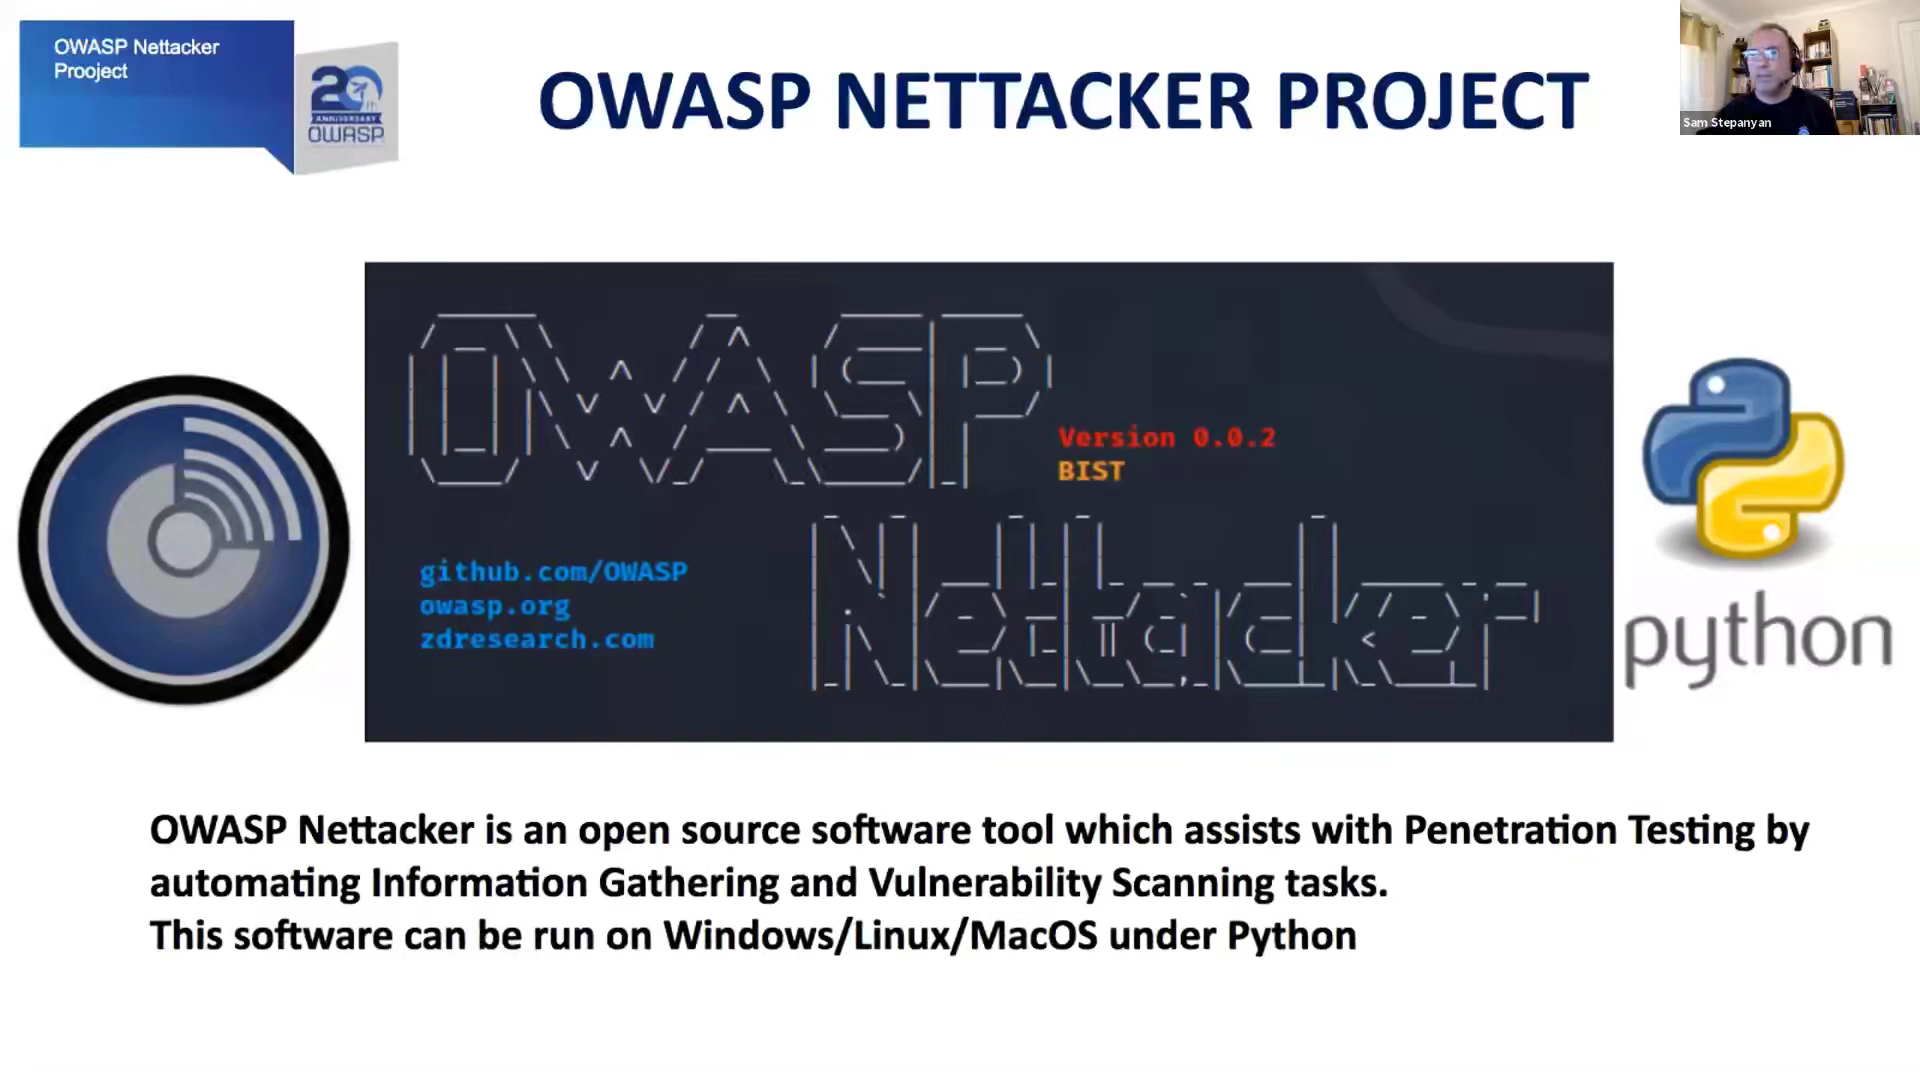 OWASP Nettacker
Prooject
20th
ANNIVERSARY
OWASP
OWASP NETTACKER PROJECT
Sam Stepanyan
OWASP
Version 0.0.2
BIST
github.com/OWASP
owasp.org
zdresearch.com
Nettacker
python
OWASP Nettacker is an open source software tool which assists with Penetration Testing by
automating Information Gathering and Vulnerability Scanning tasks.
This software can be run on Windows/Linux/MacOS under Python